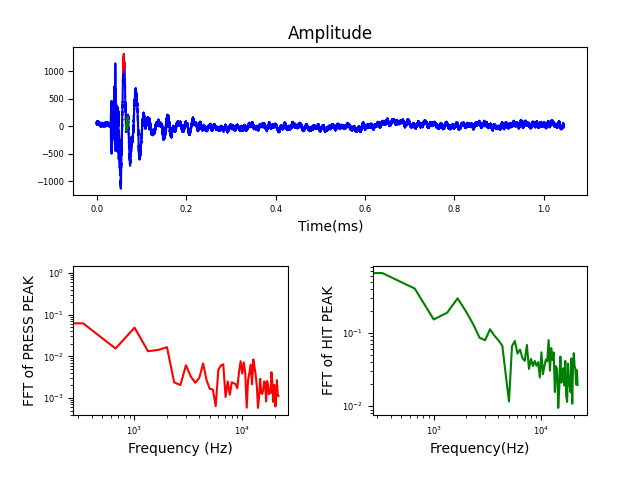 Amplitude
1000
500
0
−500
−1000
0.0 0.2 0.4 0.6 0.8 1.0
Time(ms)
FFT of PRESS PEAK
10⁰
10⁻¹
10⁻²
10⁻³
10³ 10⁴
Frequency (Hz)
FFT of HIT PEAK
10⁻¹
10⁻²
10³ 10⁴
Frequency(Hz)